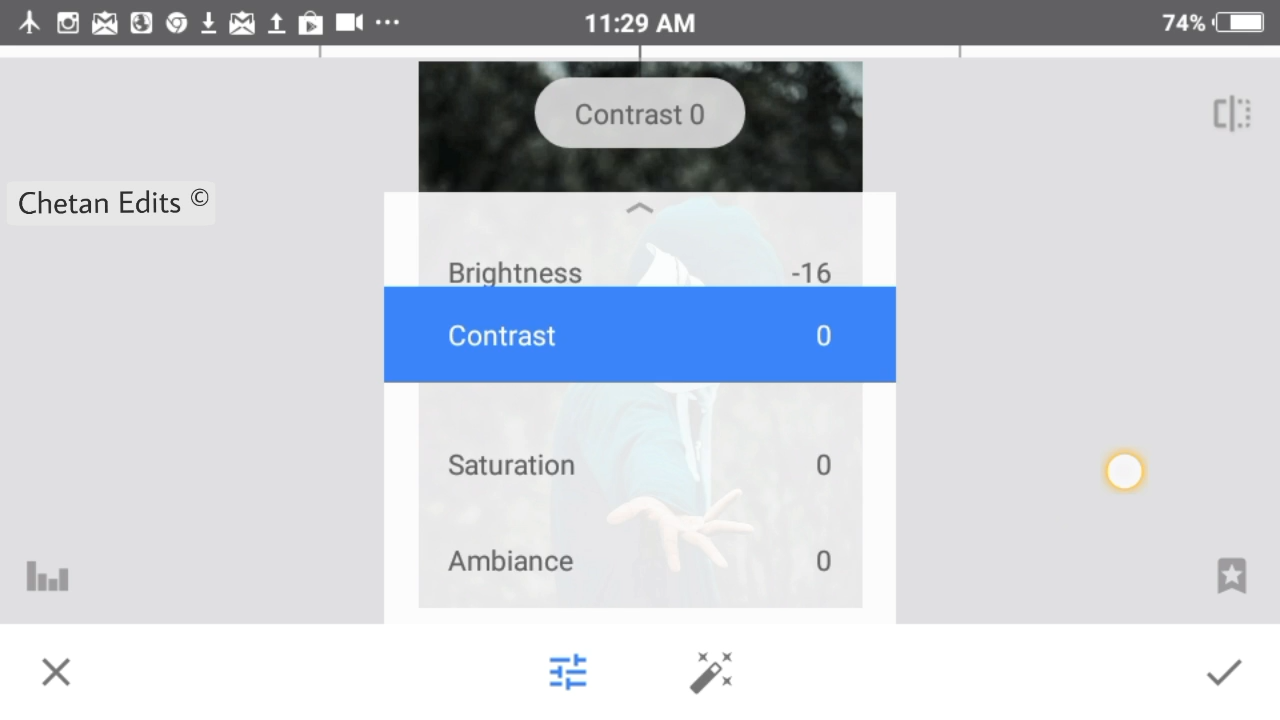 11:29 AM
74%
Contrast 0
Chetan Edits ©
Brightness -16
Contrast 0
Saturation 0
Ambiance 0